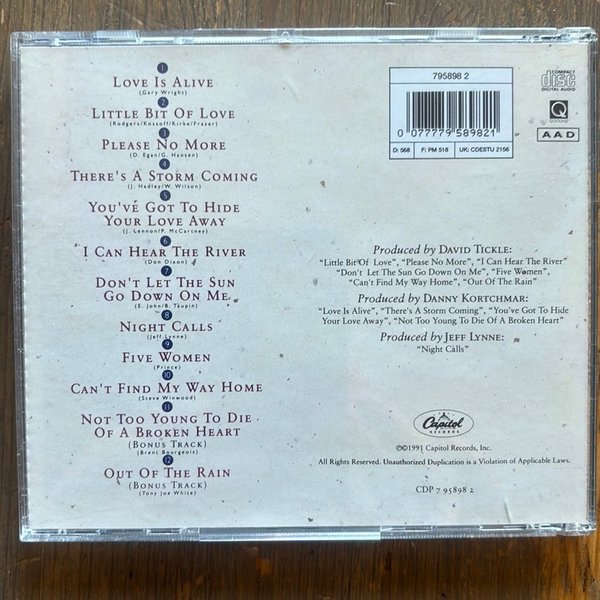 1
LOVE IS ALIVE
(Gary Wright)
2
LITTLE BIT OF LOVE
(Rodgers/Kossoff/Kirke/Fraser)
3
PLEASE NO MORE
(D. Egan/G. Hansen)
4
THERE'S A STORM COMING
(J. Hadley/W. Wilson)
5
YOU'VE GOT TO HIDE
YOUR LOVE AWAY
(J. Lennon/P. McCartney)
6
I CAN HEAR THE RIVER
(Don Dixon)
7
DON'T LET THE SUN
GO DOWN ON ME
(E. John/B. Taupin)
8
NIGHT CALLS
(Jeff Lynne)
9
FIVE WOMEN
(Prince)
10
CAN'T FIND MY WAY HOME
(Steve Winwood)
11
NOT TOO YOUNG TO DIE
OF A BROKEN HEART
(BONUS TRACK)
(Brent Bourgeois)
12
OUT OF THE RAIN
(BONUS TRACK)
(Tony Joe White)
795898 2
0 077779 589821
D: 568 F: PM 518 UK: CDESTU 2156
COMPACT
disc
DIGITAL AUDIO
Q
QSOUND
AAD
Produced by DAVID TICKLE:
"Little Bit Of Love", "Please No More", "I Can Hear The River"
"Don't Let The Sun Go Down On Me", "Five Women",
"Can't Find My Way Home", "Out Of The Rain"
Produced by DANNY KORTCHMAR:
"Love Is Alive", "There's A Storm Coming", "You've Got To Hide
Your Love Away", "Not Too Young To Die Of A Broken Heart"
Produced by JEFF LYNNE:
"Night Calls"
Capitol
RECORDS
℗©1991 Capitol Records, Inc.
All Rights Reserved. Unauthorized Duplication is a Violation of Applicable Laws.
CDP 7 95898 2